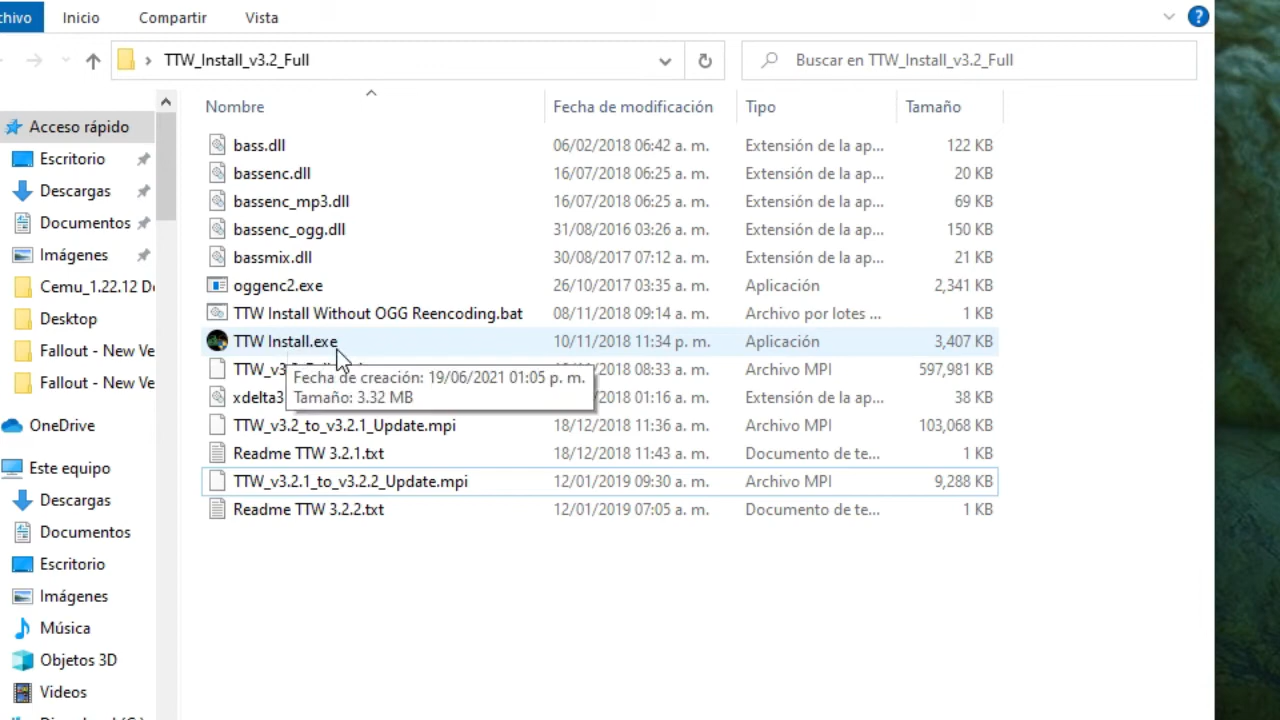 chivo Inicio Compartir Vista
TTW_Install_v3.2_Full Buscar en TTW_Install_v3.2_Full
Nombre Fecha de modificación Tipo Tamaño
Acceso rápido
Escritorio
Descargas
Documentos
Imágenes
Cemu_1.22.12 D
Desktop
Fallout - New Ve
Fallout - New Ve
OneDrive
Este equipo
Descargas
Documentos
Escritorio
Imágenes
Música
Objetos 3D
Videos
bass.dll 06/02/2018 06:42 a. m. Extensión de la ap... 122 KB
bassenc.dll 16/07/2018 06:25 a. m. Extensión de la ap... 20 KB
bassenc_mp3.dll 16/07/2018 06:25 a. m. Extensión de la ap... 69 KB
bassenc_ogg.dll 31/08/2016 03:26 a. m. Extensión de la ap... 150 KB
bassmix.dll 30/08/2017 07:12 a. m. Extensión de la ap... 21 KB
oggenc2.exe 26/10/2017 03:35 a. m. Aplicación 2,341 KB
TTW Install Without OGG Reencoding.bat 08/11/2018 09:14 a. m. Archivo por lotes ... 1 KB
TTW Install.exe 10/11/2018 11:34 p. m. Aplicación 3,407 KB
TTW_v3 08:33 a. m. Archivo MPI 597,981 KB
Fecha de creación: 19/06/2021 01:05 p. m.
Tamaño: 3.32 MB
xdelta3 2018 01:16 a. m. Extensión de la ap... 38 KB
TTW_v3.2_to_v3.2.1_Update.mpi 18/12/2018 11:36 a. m. Archivo MPI 103,068 KB
Readme TTW 3.2.1.txt 18/12/2018 11:43 a. m. Documento de te... 1 KB
TTW_v3.2.1_to_v3.2.2_Update.mpi 12/01/2019 09:30 a. m. Archivo MPI 9,288 KB
Readme TTW 3.2.2.txt 12/01/2019 07:05 a. m. Documento de te... 1 KB